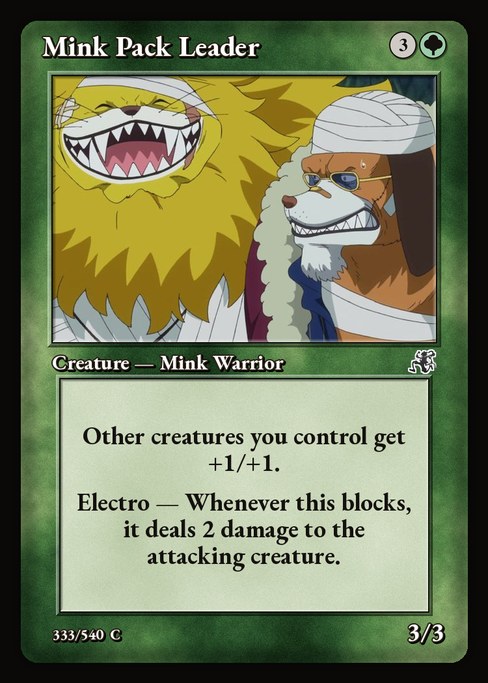 Mink Pack Leader 3
Creature — Mink Warrior
Other creatures you control get
+1/+1.
Electro — Whenever this blocks,
it deals 2 damage to the
attacking creature.
333/540 C 3/3